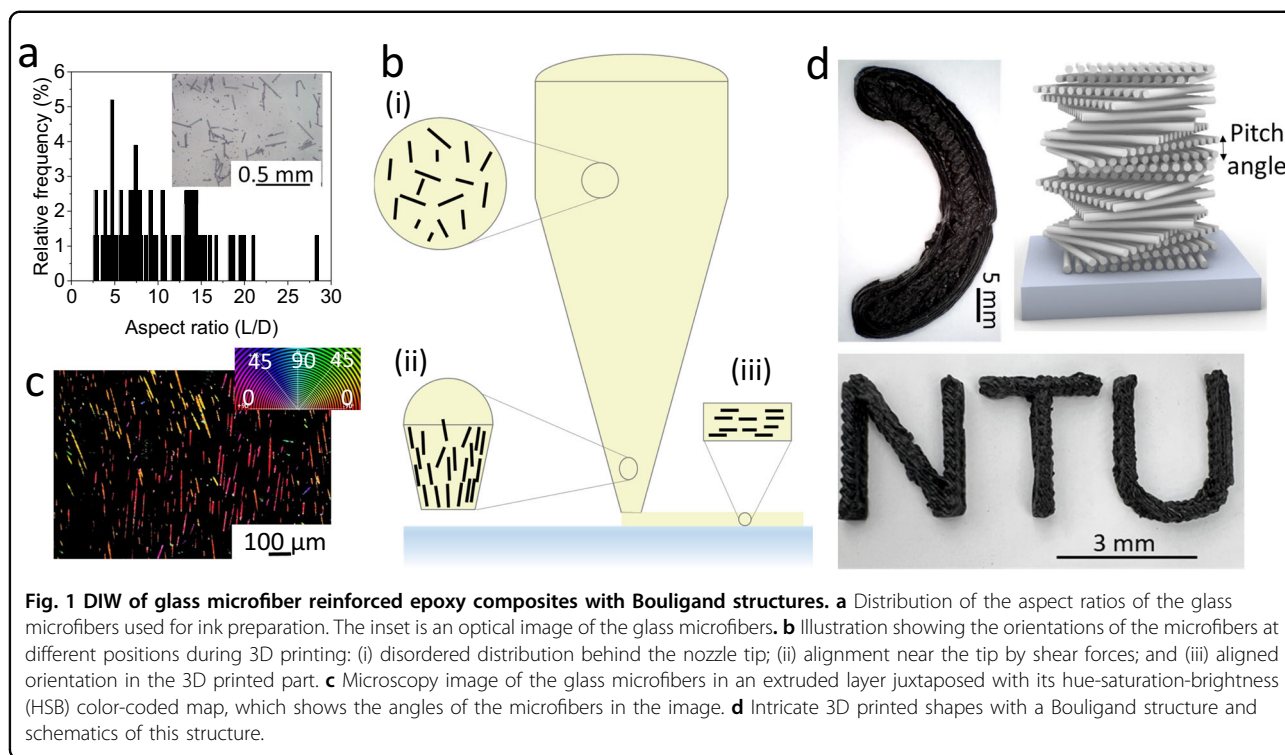 a
6
5
4
3
2
1
0
Relative frequency (%)
0 5 10 15 20 25 30
Aspect ratio (L/D)
0.5 mm
b
(i)
(ii)
(iii)
c
45 90 45
0 0
100 µm
d
5 mm
Pitch
angle
NTU
3 mm
Fig. 1 DIW of glass microfiber reinforced epoxy composites with Bouligand structures. a Distribution of the aspect ratios of the glass
microfibers used for ink preparation. The inset is an optical image of the glass microfibers. b Illustration showing the orientations of the microfibers at
different positions during 3D printing: (i) disordered distribution behind the nozzle tip; (ii) alignment near the tip by shear forces; and (iii) aligned
orientation in the 3D printed part. c Microscopy image of the glass microfibers in an extruded layer juxtaposed with its hue-saturation-brightness
(HSB) color-coded map, which shows the angles of the microfibers in the image. d Intricate 3D printed shapes with a Bouligand structure and
schematics of this structure.